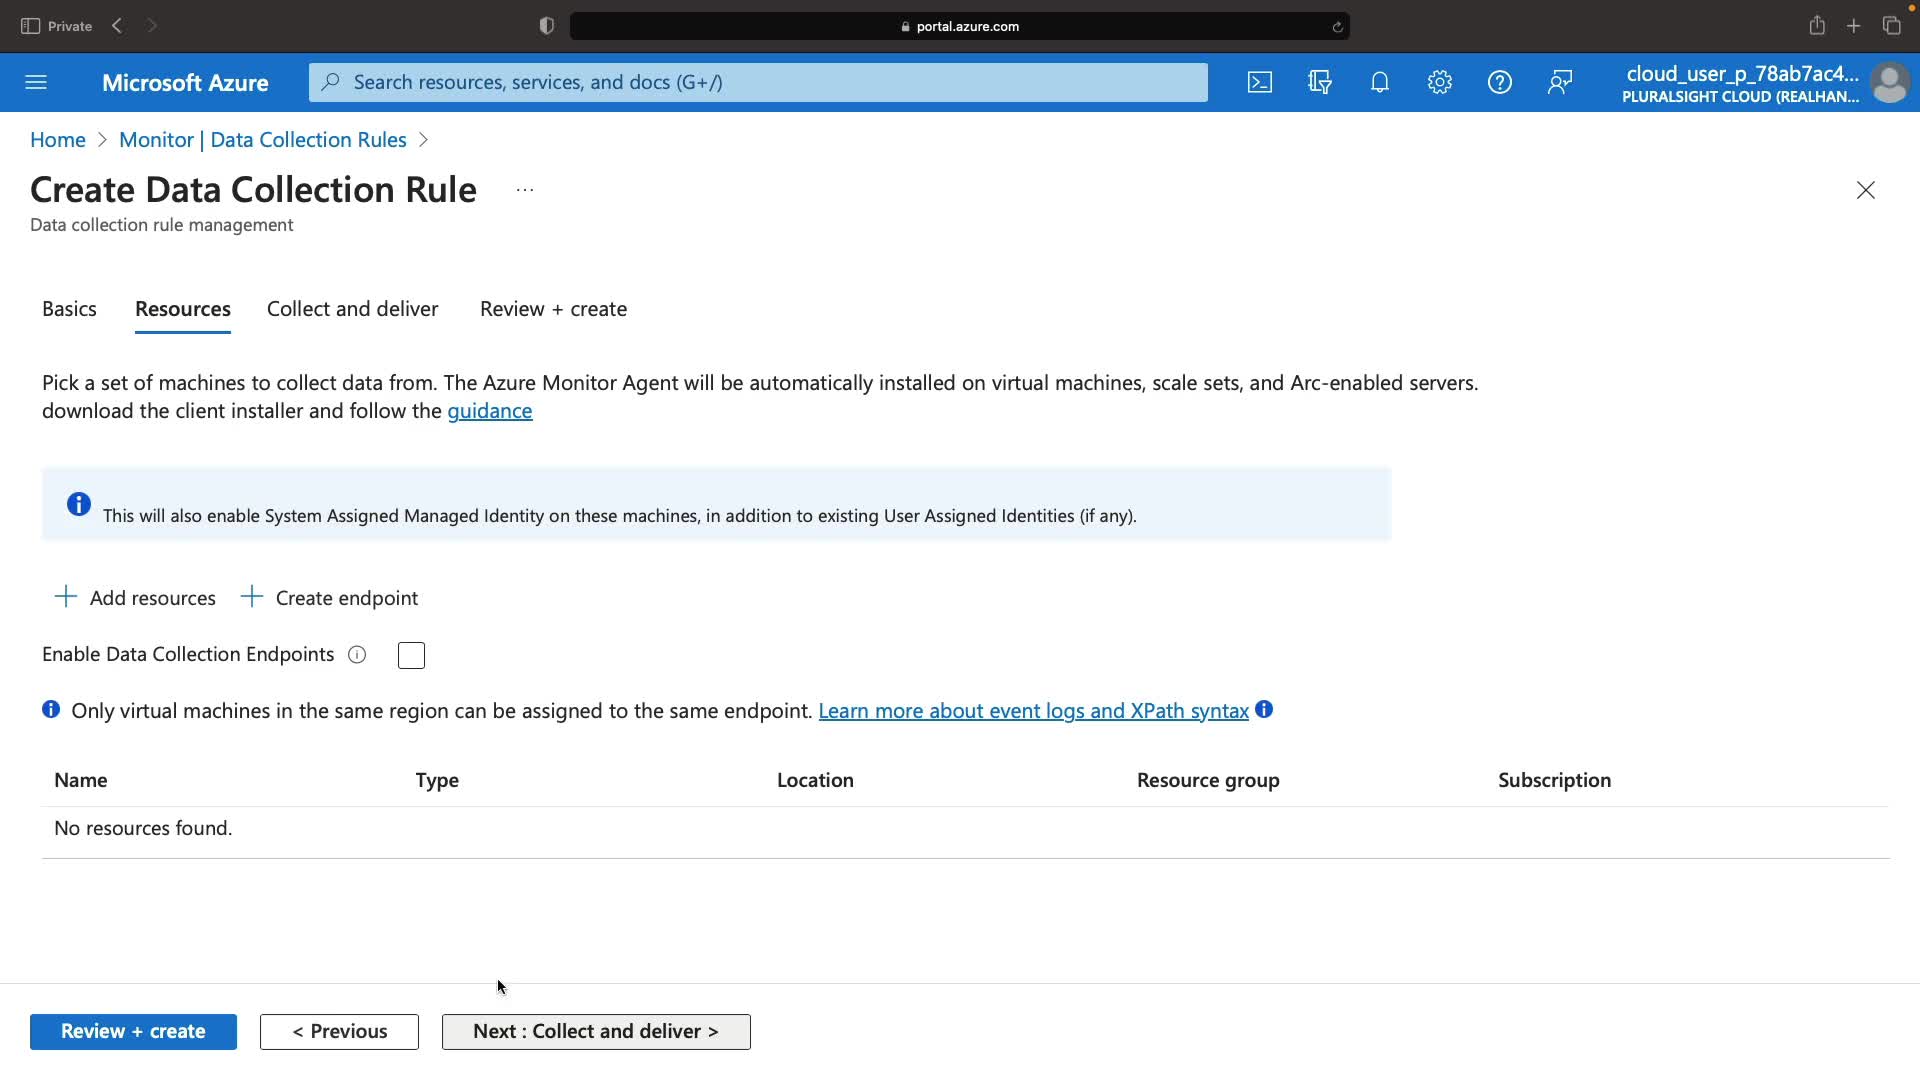 Private
portal.azure.com
Microsoft Azure
Search resources, services, and docs (G+/)
cloud_user_p_78ab7ac4...
PLURALSIGHT CLOUD (REALHAN...
Home > Monitor | Data Collection Rules >
Create Data Collection Rule ...
Data collection rule management
Basics Resources Collect and deliver Review + create
Pick a set of machines to collect data from. The Azure Monitor Agent will be automatically installed on virtual machines, scale sets, and Arc-enabled servers.
download the client installer and follow the guidance
This will also enable System Assigned Managed Identity on these machines, in addition to existing User Assigned Identities (if any).
+ Add resources + Create endpoint
Enable Data Collection Endpoints
Only virtual machines in the same region can be assigned to the same endpoint. Learn more about event logs and XPath syntax
Name Type Location Resource group Subscription
No resources found.
Review + create < Previous Next : Collect and deliver >